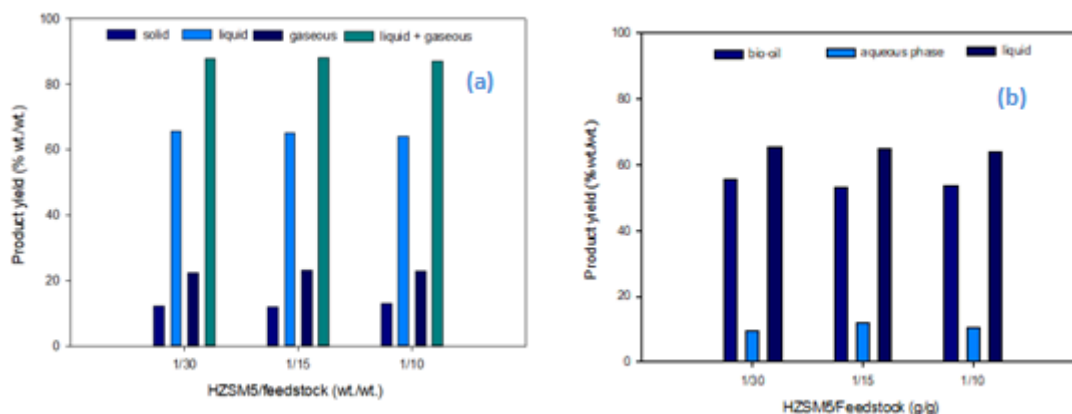 100
80
60
40
20
0
Product yield (% wt./wt.)
solid liquid gaseous liquid + gaseous
(a)
1/30 1/15 1/10
HZSM5/feedstock (wt./wt.)
100
80
60
40
20
0
Product yield (% wt./wt.)
bio-oil aqueous phase liquid
(b)
1/30 1/15 1/10
HZSM5/Feedstock (g/g)